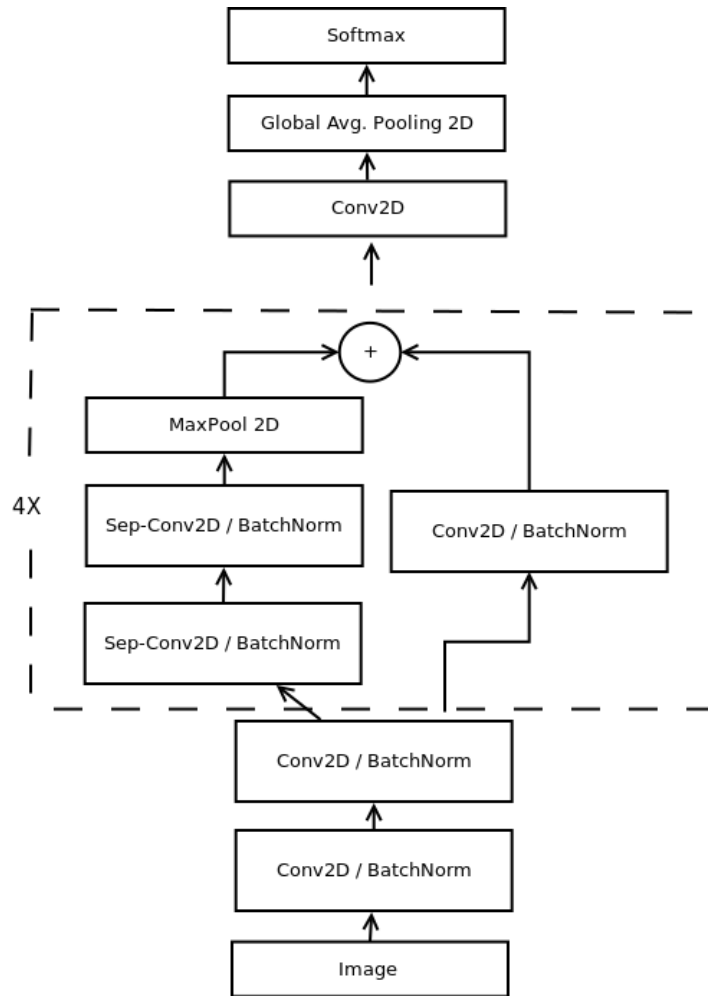 Softmax
Global Avg. Pooling 2D
Conv2D
+
MaxPool 2D
4X
Sep-Conv2D / BatchNorm
Conv2D / BatchNorm
Sep-Conv2D / BatchNorm
Conv2D / BatchNorm
Conv2D / BatchNorm
Image